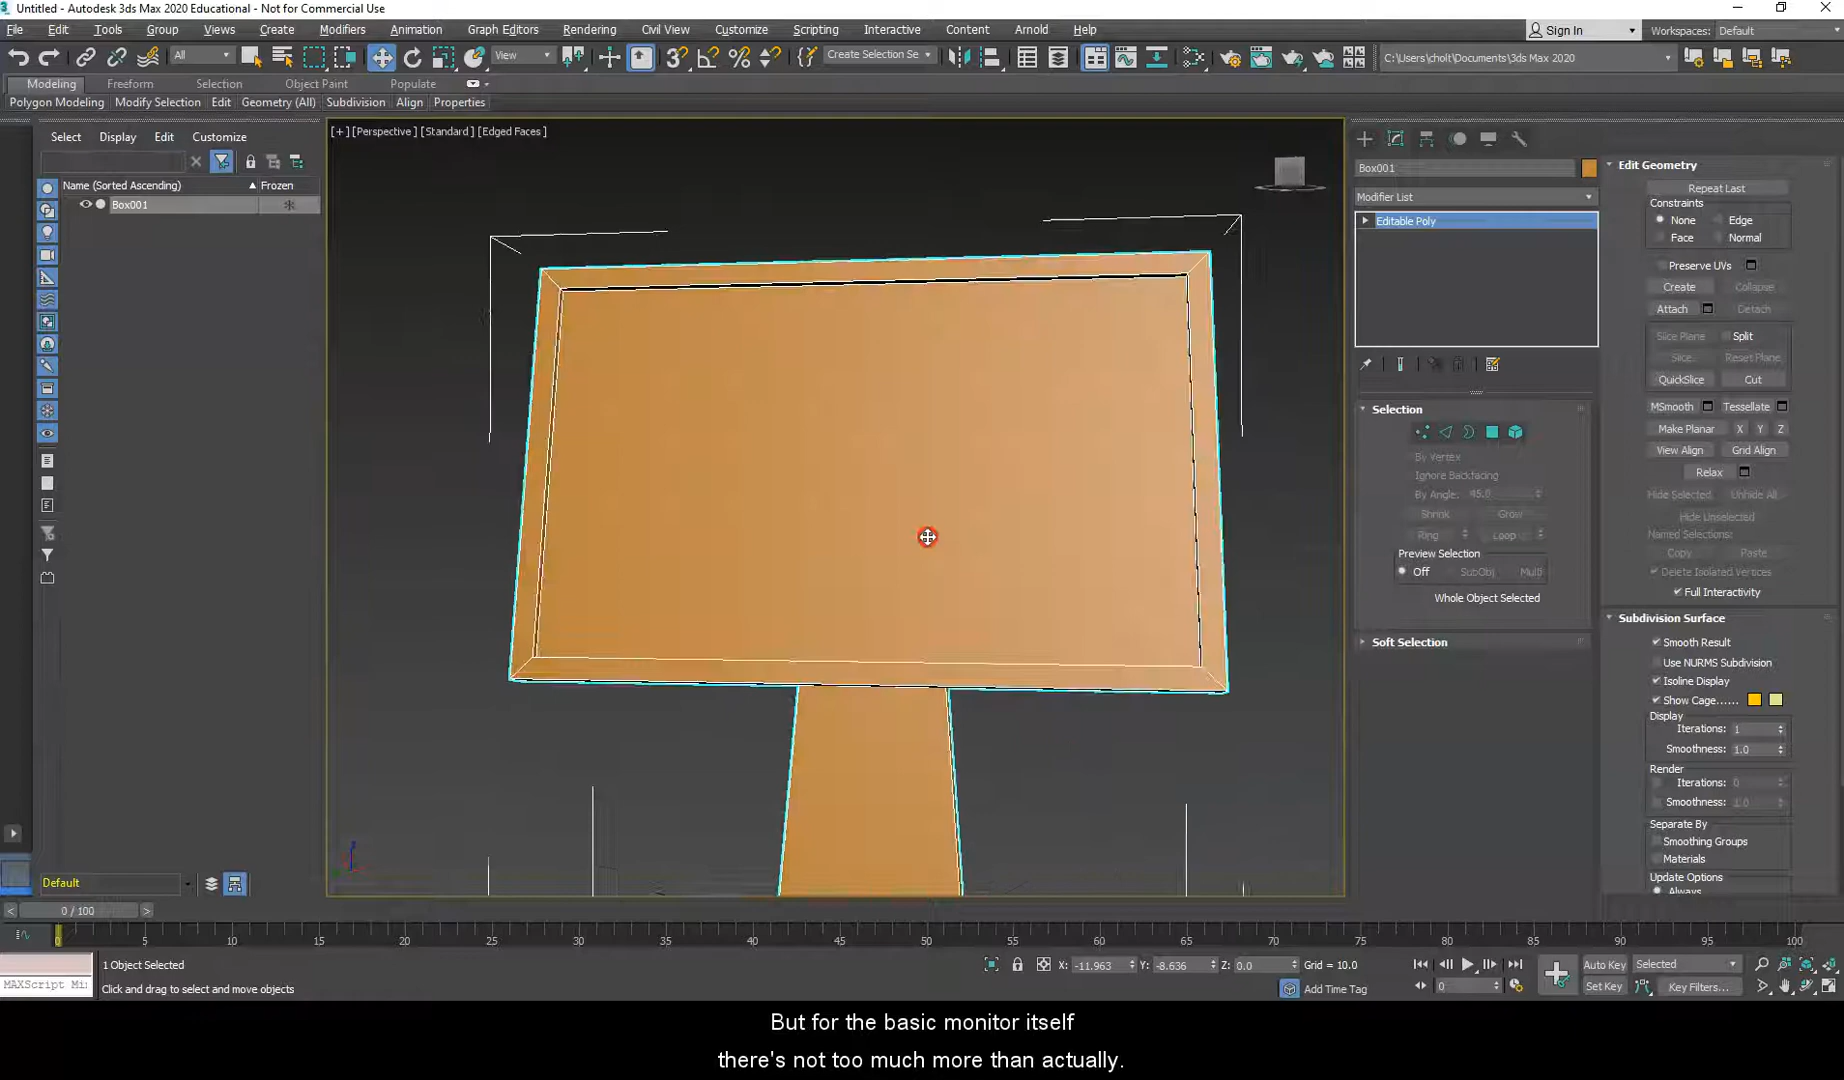 Untitled - Autodesk 3ds Max 2020 Educational - Not for Commercial Use
File Edit Tools Group Views Create Modifiers Animation Graph Editors Rendering Civil View Customize Scripting Interactive Content Arnold Help
Sign In
Workspaces: Default
All
View
Create Selection Se
C:\Users\cholt\Documents\3ds Max 2020
Modeling Freeform Selection Object Paint Populate
Polygon Modeling Modify Selection Edit Geometry (All) Subdivision Align Properties
Select Display Edit Customize
Name (Sorted Ascending) Frozen
Box001
[+] [Perspective] [Standard] [Edged Faces]
Box001
Modifier List
Editable Poly
Selection
By Vertex
Ignore Backfacing
By Angle: 45.0
Shrink Grow
Ring Loop
Preview Selection
Off SubObj Multi
Whole Object Selected
Soft Selection
Edit Geometry
Repeat Last
Constraints
None Edge
Face Normal
Preserve UVs
Create Collapse
Attach Detach
Slice Plane Split
Slice Reset Plane
QuickSlice Cut
MSmooth Tessellate
Make Planar X Y Z
View Align Grid Align
Relax
Hide Selected Unhide All
Hide Unselected
Named Selections:
Copy Paste
Delete Isolated Vertices
Full Interactivity
Subdivision Surface
Smooth Result
Use NURMS Subdivision
Isoline Display
Show Cage......
Display
Iterations: 1
Smoothness: 1.0
Render
Iterations: 0
Smoothness: 1.0
Separate By
Smoothing Groups
Materials
Update Options
Always
Default
0 / 100
0 5 10 15 20 25 30 35 40 45 50 55 60 65 70 75 80 85 90 95 100
1 Object Selected
X: -11.963 Y: -8.636 Z: 0.0 Grid = 10.0
Auto Key Selected
MAXScript Mi
Click and drag to select and move objects
Add Time Tag
0
Set Key Key Filters...
But for the basic monitor itself
there's not too much more than actually.